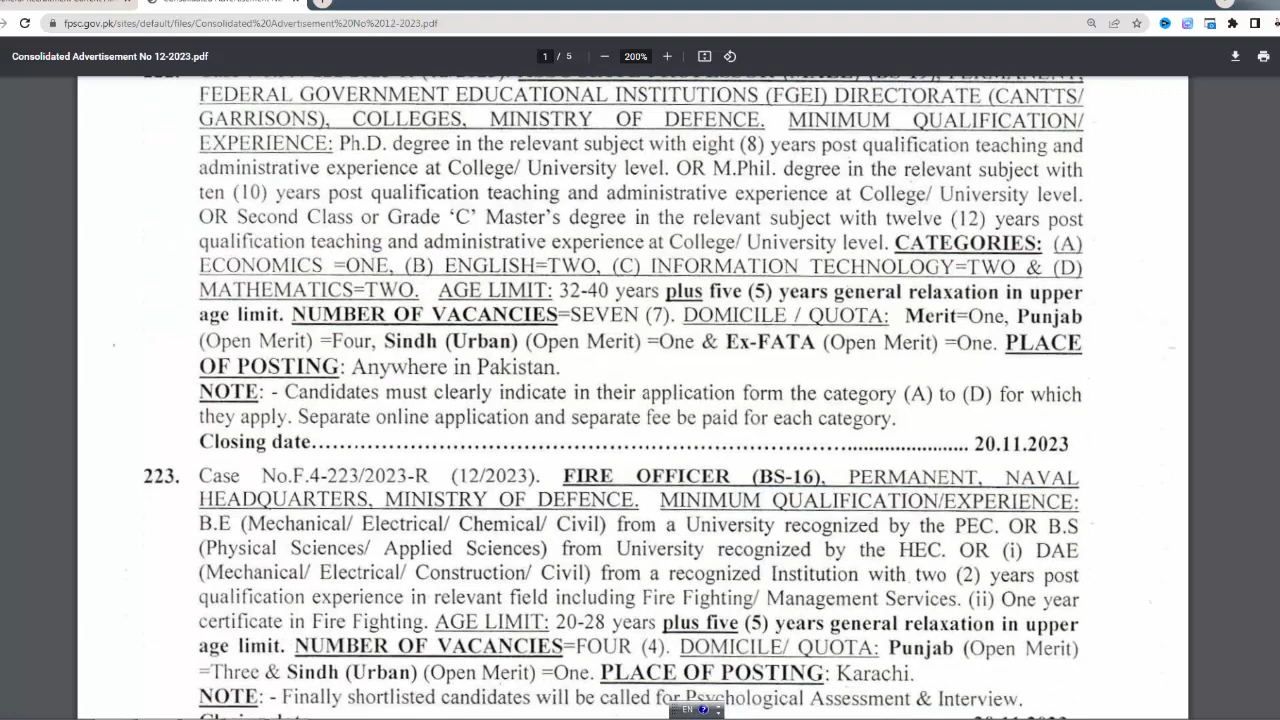 fpsc.gov.pk/sites/default/files/Consolidated%20Advertisement%20No%2012-2023.pdf
Consolidated Advertisement No 12-2023.pdf
1 / 5
200%
FEDERAL GOVERNMENT EDUCATIONAL INSTITUTIONS (FGEI) DIRECTORATE (CANTTS/
GARRISONS), COLLEGES, MINISTRY OF DEFENCE. MINIMUM QUALIFICATION/
EXPERIENCE: Ph.D. degree in the relevant subject with eight (8) years post qualification teaching and
administrative experience at College/ University level. OR M.Phil. degree in the relevant subject with
ten (10) years post qualification teaching and administrative experience at College/ University level.
OR Second Class or Grade ‘C’ Master’s degree in the relevant subject with twelve (12) years post
qualification teaching and administrative experience at College/ University level. CATEGORIES: (A)
ECONOMICS =ONE, (B) ENGLISH=TWO, (C) INFORMATION TECHNOLOGY=TWO & (D)
MATHEMATICS=TWO. AGE LIMIT: 32-40 years plus five (5) years general relaxation in upper
age limit. NUMBER OF VACANCIES=SEVEN (7). DOMICILE / QUOTA: Merit=One, Punjab
(Open Merit) =Four, Sindh (Urban) (Open Merit) =One & Ex-FATA (Open Merit) =One. PLACE
OF POSTING: Anywhere in Pakistan.
NOTE: - Candidates must clearly indicate in their application form the category (A) to (D) for which
they apply. Separate online application and separate fee be paid for each category.
Closing date........................................................................................................ 20.11.2023
223. Case No.F.4-223/2023-R (12/2023). FIRE OFFICER (BS-16), PERMANENT, NAVAL
HEADQUARTERS, MINISTRY OF DEFENCE. MINIMUM QUALIFICATION/EXPERIENCE:
B.E (Mechanical/ Electrical/ Chemical/ Civil) from a University recognized by the PEC. OR B.S
(Physical Sciences/ Applied Sciences) from University recognized by the HEC. OR (i) DAE
(Mechanical/ Electrical/ Construction/ Civil) from a recognized Institution with two (2) years post
qualification experience in relevant field including Fire Fighting/ Management Services. (ii) One year
certificate in Fire Fighting. AGE LIMIT: 20-28 years plus five (5) years general relaxation in upper
age limit. NUMBER OF VACANCIES=FOUR (4). DOMICILE/ QUOTA: Punjab (Open Merit)
=Three & Sindh (Urban) (Open Merit) =One. PLACE OF POSTING: Karachi.
NOTE: - Finally shortlisted candidates will be called for Psychological Assessment & Interview.
EN